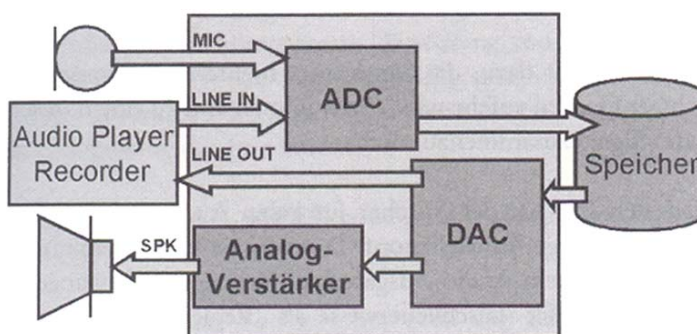 MIC
ADC
LINE IN
Audio Player
Recorder
LINE OUT
Speicher
DAC
SPK
Analog-
Verstärker